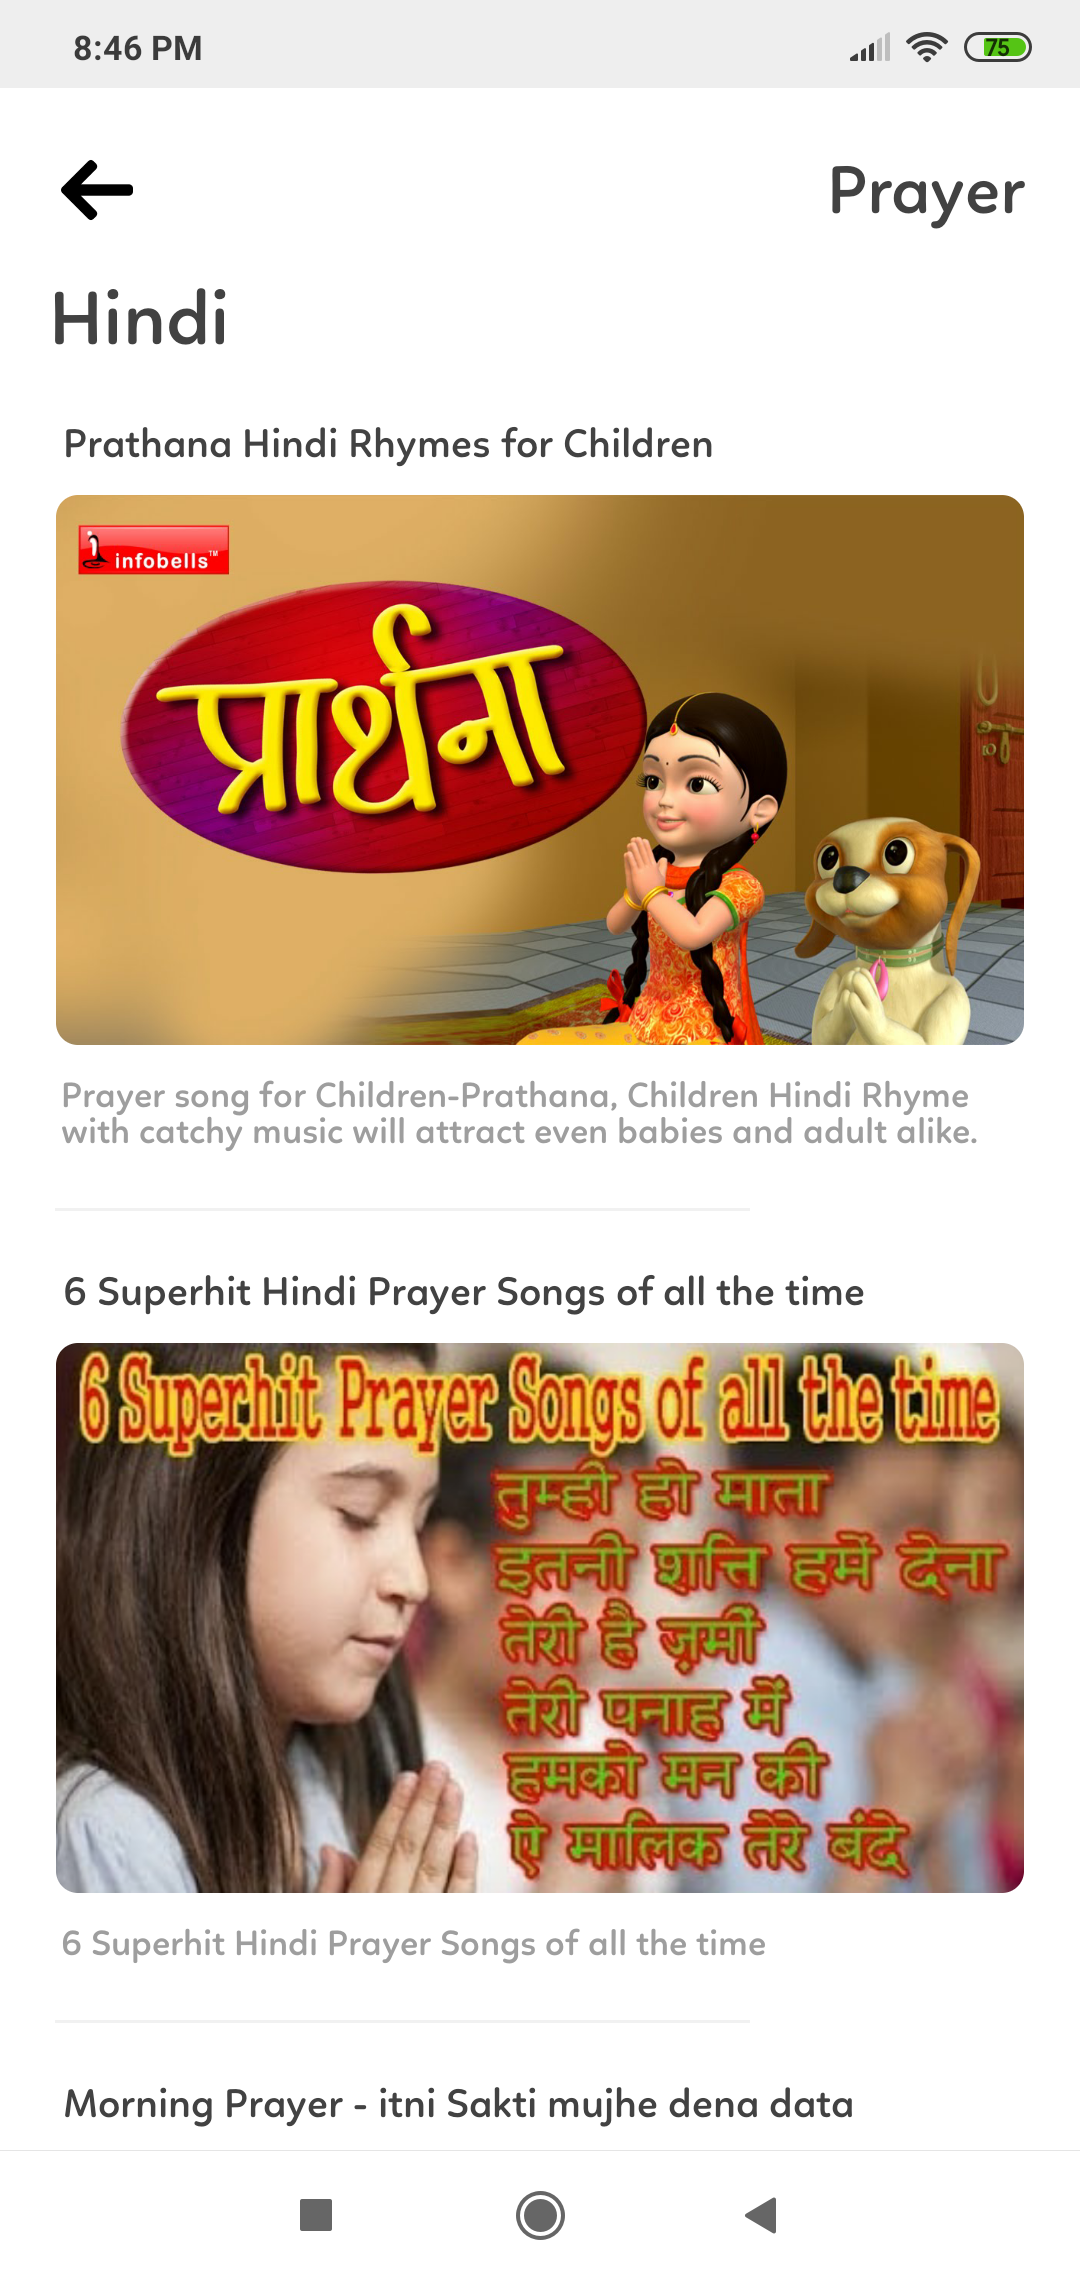 8:46 PM
75
Prayer
Hindi
Prathana Hindi Rhymes for Children
infobells™
प्रार्थना
Prayer song for Children-Prathana, Children Hindi Rhyme
with catchy music will attract even babies and adult alike.
6 Superhit Hindi Prayer Songs of all the time
6 Superhit Prayer Songs of all the time
तुम्ही हो माता
इतनी शक्ति हमें देना
तेरी है ज़मीं
तेरी पनाह में
हमको मन की
ऐ मालिक तेरे बंदे
6 Superhit Hindi Prayer Songs of all the time
Morning Prayer - itni Sakti mujhe dena data